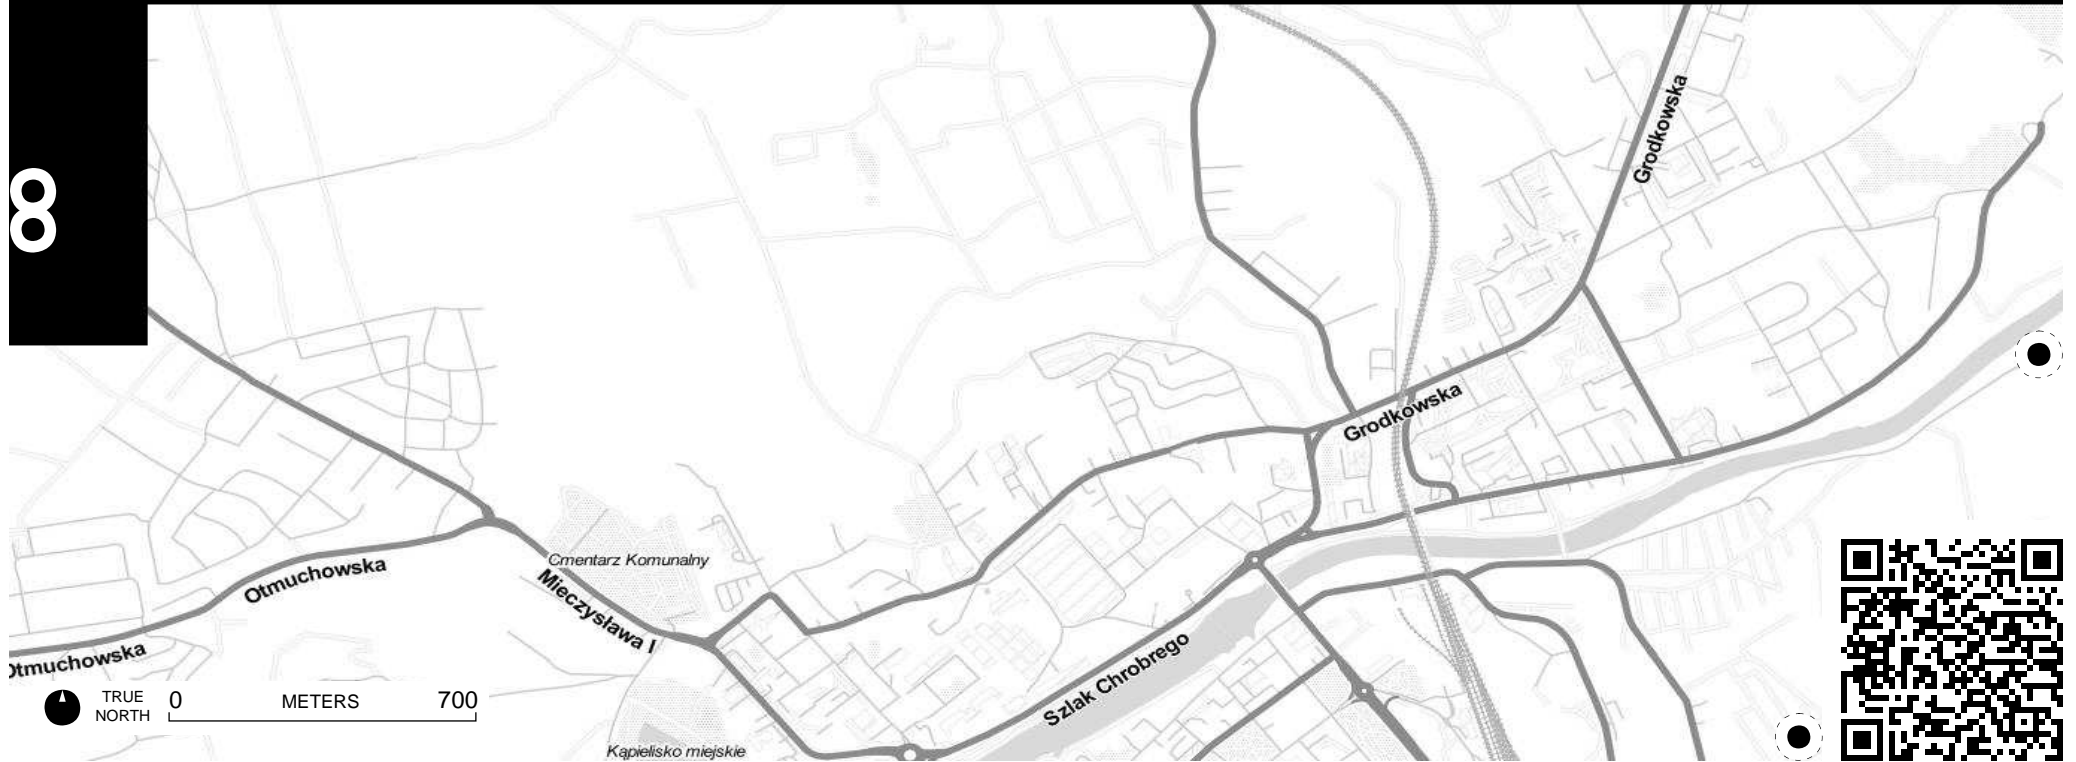 8
Grodkowska
Grodkowska
Cmentarz Komunalny
Otmuchowska
Mieczysława I
Otmuchowska
Szlak Chrobrego
TRUE
NORTH
0 METERS 700
Kąpielisko miejskie